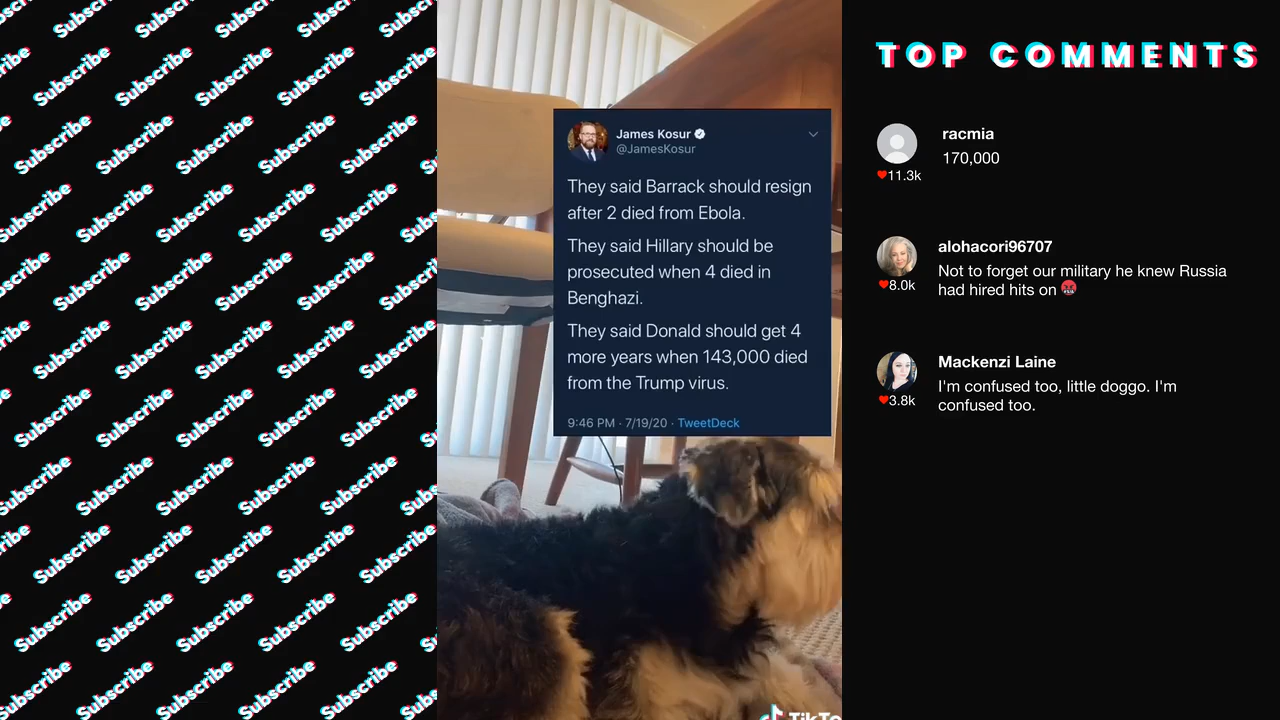 TOP COMMENTS
James Kosur
@JamesKosur
They said Barrack should resign
after 2 died from Ebola.
They said Hillary should be
prosecuted when 4 died in
Benghazi.
They said Donald should get 4
more years when 143,000 died
from the Trump virus.
9:46 PM · 7/19/20 · TweetDeck
racmia
170,000
11.3k
alohacori96707
Not to forget our military he knew Russia
had hired hits on
8.0k
Mackenzi Laine
I'm confused too, little doggo. I'm
confused too.
3.8k
Subscribe
TikTo